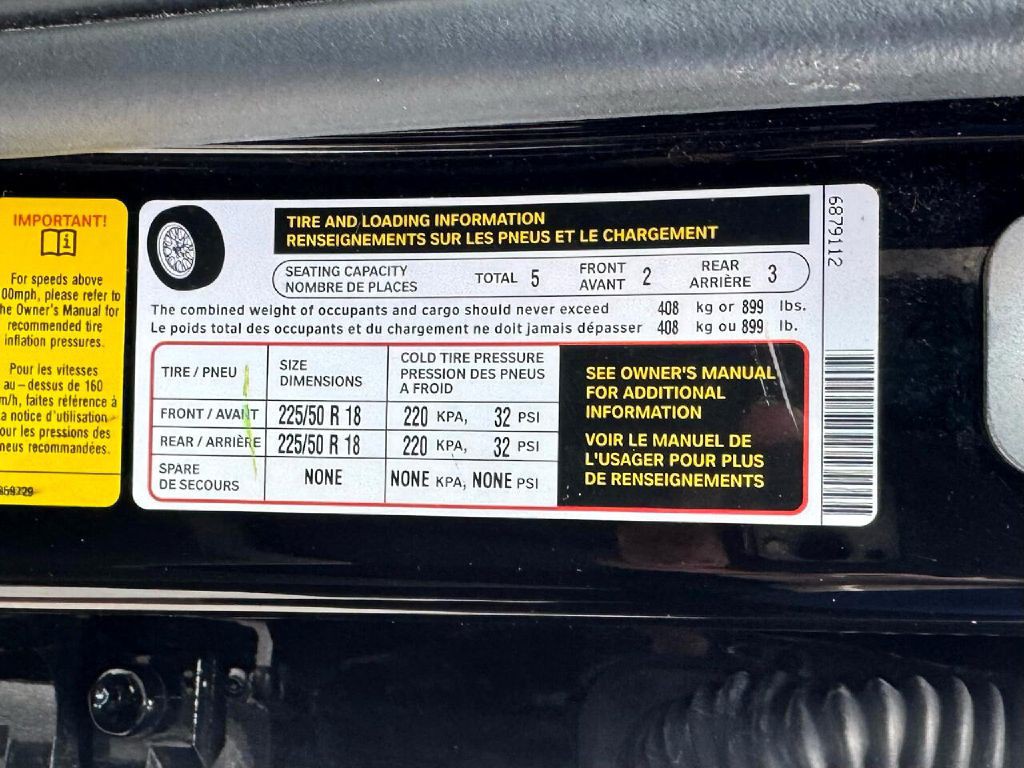 IMPORTANT!
For speeds above
00mph, please refer to
he Owner's Manual for
recommended tire
inflation pressures.
Pour les vitesses
au-dessus de 160
m/h, faites référence à
a notice d'utilisation
our les pressions des
neus recommandées.
TIRE AND LOADING INFORMATION
RENSEIGNEMENTS SUR LES PNEUS ET LE CHARGEMENT
SEATING CAPACITY
NOMBRE DE PLACES
TOTAL 5
FRONT
AVANT
2
REAR
ARRIÈRE
3
The combined weight of occupants and cargo should never exceed 408 kg or 899 lbs.
Le poids total des occupants et du chargement ne doit jamais dépasser 408 kg ou 899 lb.
TIRE / PNEU
SIZE
DIMENSIONS
COLD TIRE PRESSURE
PRESSION DES PNEUS
A FROID
FRONT / AVANT 225/50 R 18 220 KPA, 32 PSI
REAR / ARRIÈRE 225/50 R 18 220 KPA, 32 PSI
SPARE
DE SECOURS
NONE NONE KPA, NONE PSI
SEE OWNER'S MANUAL
FOR ADDITIONAL
INFORMATION
VOIR LE MANUEL DE
L'USAGER POUR PLUS
DE RENSEIGNEMENTS
6879112